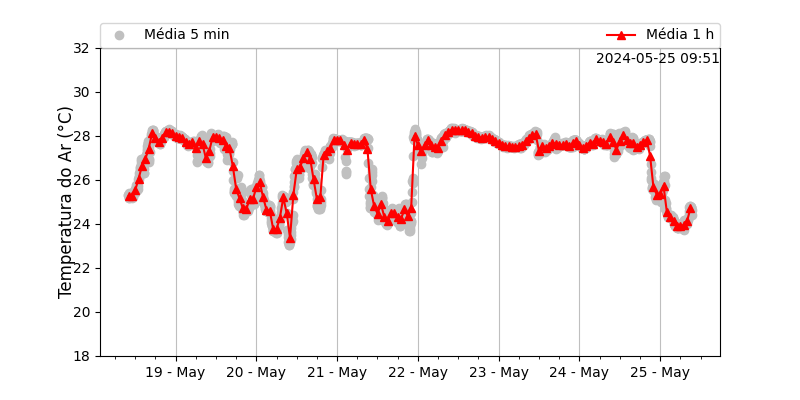 Média 5 min
Média 1 h
2024-05-25 09:51
Temperatura do Ar (°C)
32
30
28
26
24
22
20
18
19 - May
20 - May
21 - May
22 - May
23 - May
24 - May
25 - May